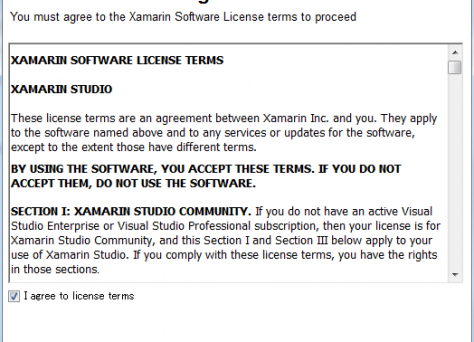 You must agree to the Xamarin Software License terms to proceed
XAMARIN SOFTWARE LICENSE TERMS
XAMARIN STUDIO
These license terms are an agreement between Xamarin Inc. and you. They apply
to the software named above and to any services or updates for the software,
except to the extent those have different terms.
BY USING THE SOFTWARE, YOU ACCEPT THESE TERMS. IF YOU DO NOT
ACCEPT THEM, DO NOT USE THE SOFTWARE.
SECTION I: XAMARIN STUDIO COMMUNITY. If you do not have an active Visual
Studio Enterprise or Visual Studio Professional subscription, then your license is for
Xamarin Studio Community, and this Section I and Section III below apply to your
use of Xamarin Studio. If you comply with these license terms, you have the rights
in those sections.
I agree to license terms